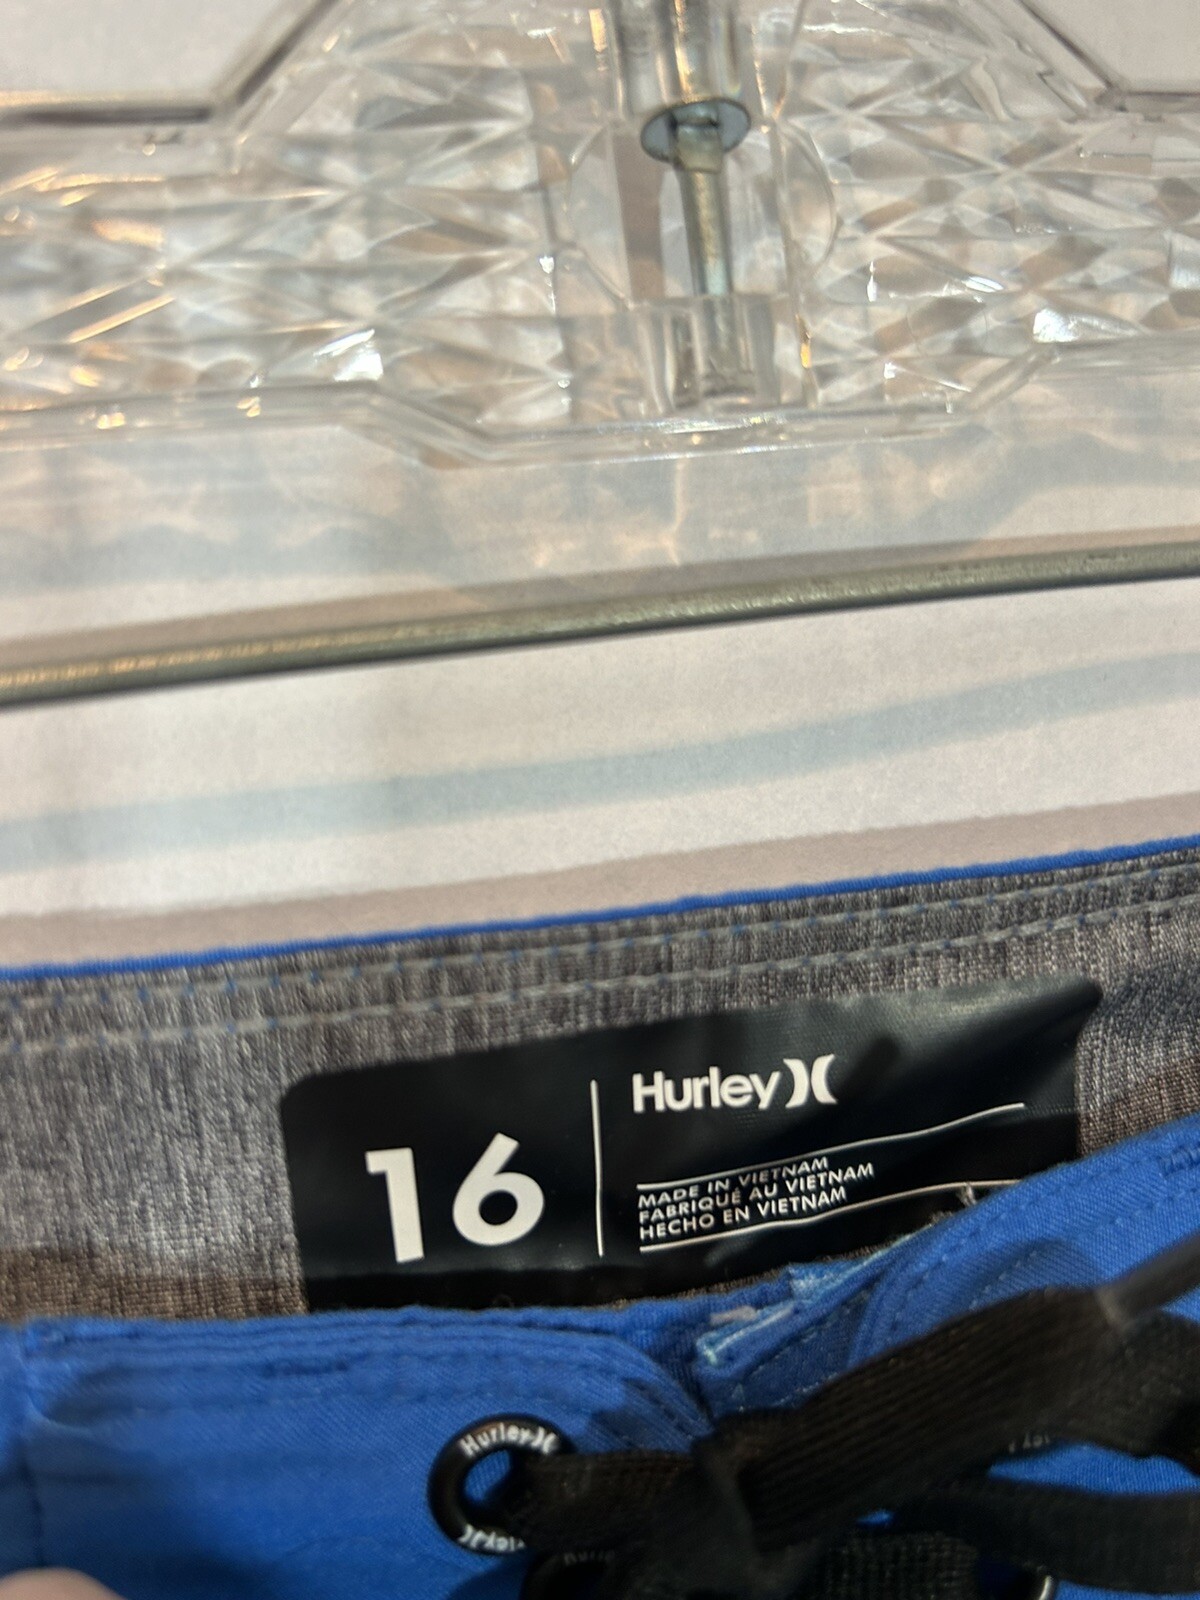 16
Hurley
MADE IN VIETNAM
FABRIQUÉ AU VIETNAM
HECHO EN VIETNAM
Hurley